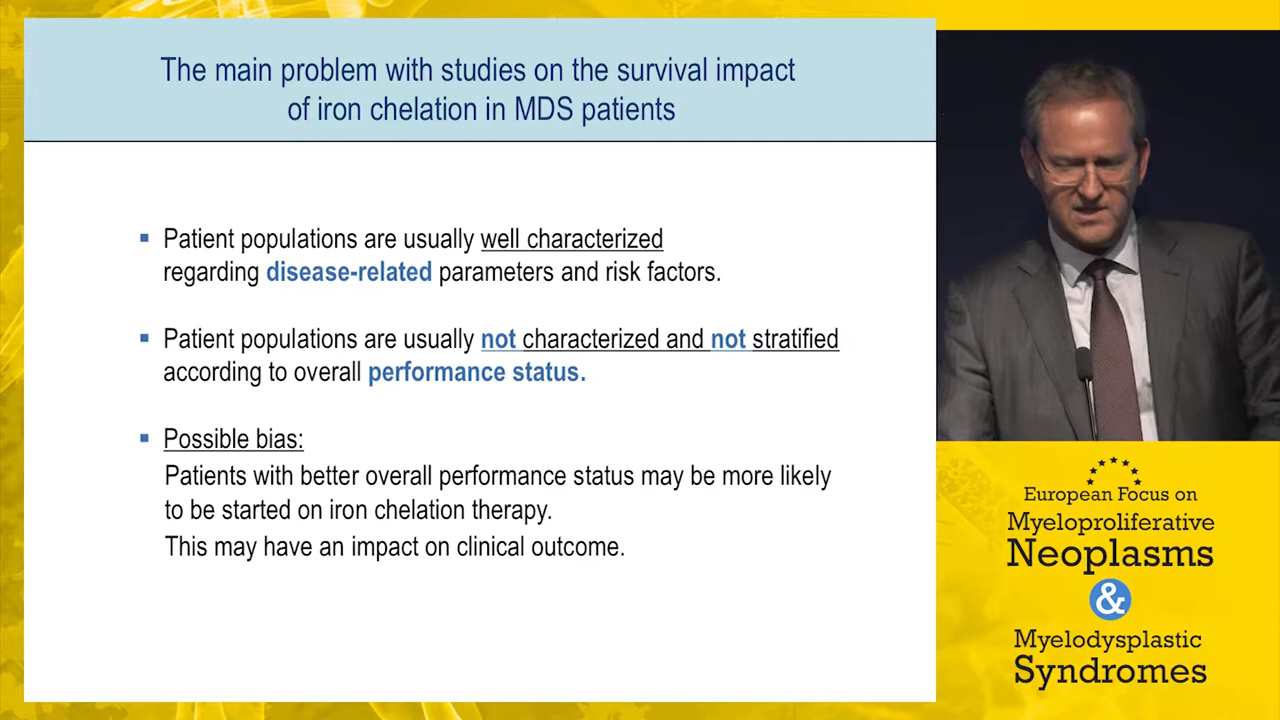 The main problem with studies on the survival impact
of iron chelation in MDS patients
Patient populations are usually well characterized
regarding disease-related parameters and risk factors.
Patient populations are usually not characterized and not stratified
according to overall performance status.
Possible bias:
Patients with better overall performance status may be more likely
to be started on iron chelation therapy.
This may have an impact on clinical outcome.
European Focus on
Myeloproliferative
Neoplasms
&
Myelodysplastic
Syndromes